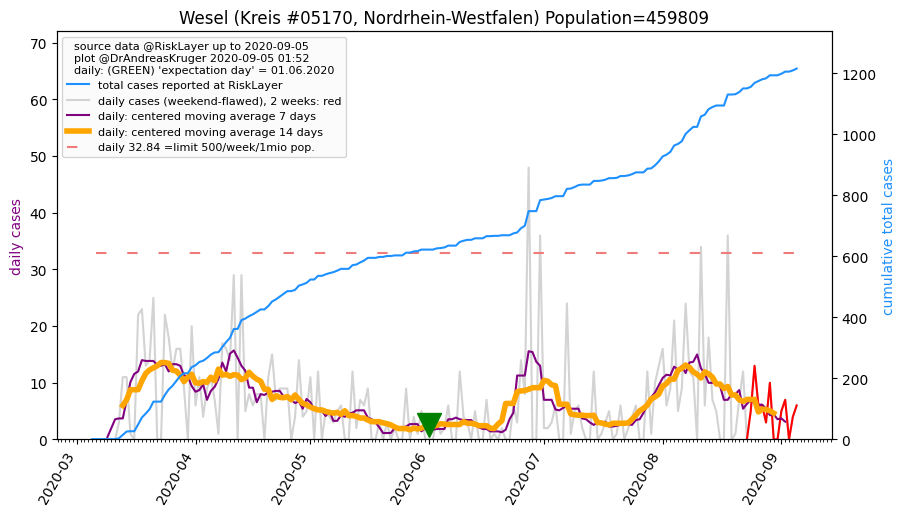 Wesel (Kreis #05170, Nordrhein-Westfalen) Population=459809
source data @RiskLayer up to 2020-09-05
plot @DrAndreasKruger 2020-09-05 01:52
daily: (GREEN) 'expectation day' = 01.06.2020
total cases reported at RiskLayer
daily cases (weekend-flawed), 2 weeks: red
daily: centered moving average 7 days
daily: centered moving average 14 days
daily 32.84 =limit 500/week/1mio pop.
daily cases
70
60
50
40
30
20
10
0
cumulative total cases
1200
1000
800
600
400
200
0
2020-03
2020-04
2020-05
2020-06
2020-07
2020-08
2020-09